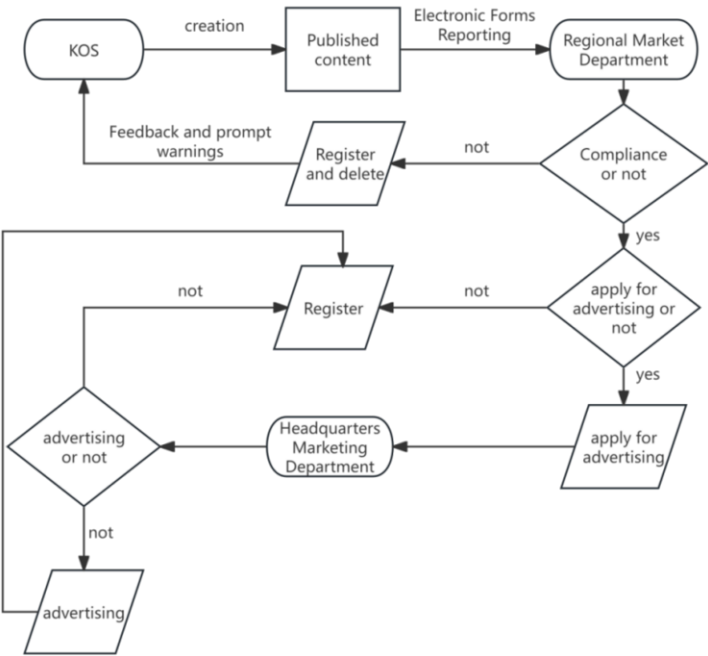 creation
Electronic Forms
Reporting
KOS
Published
content
Regional Market
Department
Feedback and prompt
warnings
Register
and delete
not
Compliance
or not
yes
not
Register
not
apply for
advertising or
not
yes
advertising
or not
Headquarters
Marketing
Department
apply for
advertising
not
advertising